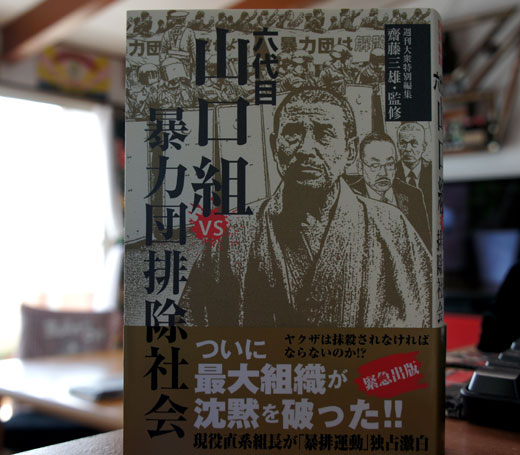 週刊大衆特別編集
齋藤三雄・監修
暴力団は
六代目
山口組
VS
暴力団排除社会
ヤクザは抹殺されなければ
ならないのか!?
ついに
最大組織が
沈黙を破った!!
緊急出版
現役直系組長が「暴排運動」独占激白